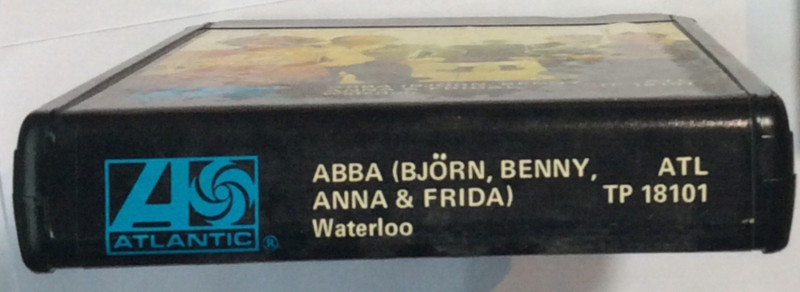 ATLANTIC®
ABBA (BJÖRN, BENNY, ATL
ANNA & FRIDA) TP 18101
Waterloo